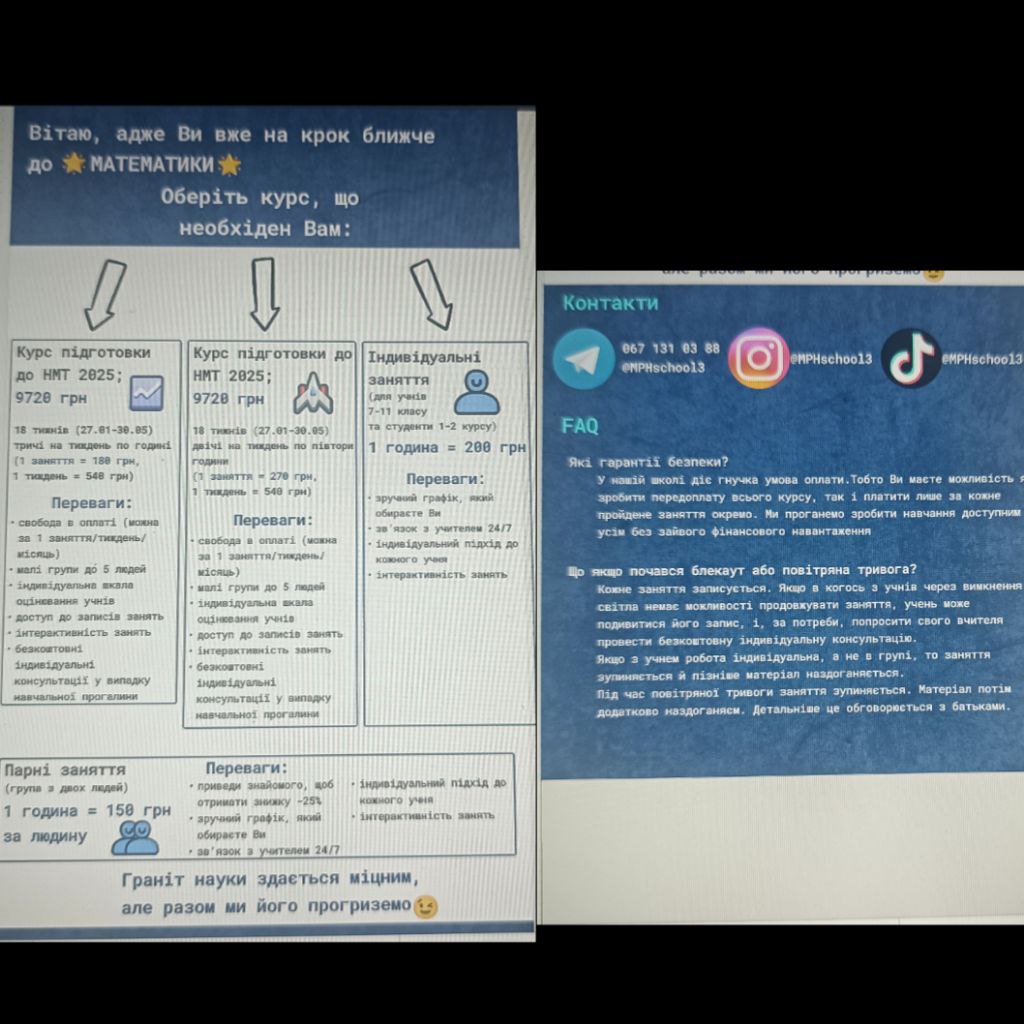 Вітаю, адже Ви вже на крок ближче
до МАТЕМАТИКИ
Оберіть курс, що
необхіден Вам:
Курс підготовки
до НМТ 2025;
9720 грн
18 тижнів (27.01-30.05)
тричі на тиждень по годині
(1 заняття = 180 грн,
1 тиждень = 540 грн)
Переваги:
· свобода в оплаті (можна
за 1 заняття/тиждень/
місяць)
· малі групи до 5 людей
· індивідуальна шкала
оцінювання учнів
· доступ до записів занять
· інтерактивність занять
· безкоштовні
індивідуальні
консультації у випадку
навчальної прогалини
Курс підготовки до
НМТ 2025;
9720 грн
18 тижнів (27.01-30.05)
двічі на тиждень по півтори
години
(1 заняття = 270 грн,
1 тиждень = 540 грн)
Переваги:
· свобода в оплаті (можна
за 1 заняття/тиждень/
місяць)
· малі групи до 5 людей
· індивідуальна шкала
оцінювання учнів
· доступ до записів занять
· інтерактивність занять
· безкоштовні
індивідуальні
консультації у випадку
навчальної прогалини
Індивідуальні
заняття
(для учнів
7-11 класу
та студенти 1-2 курсу)
1 година = 200 грн
Переваги:
· зручний графік, який
обираєте Ви
· зв'язок з учителем 24/7
· індивідуальний підхід до
кожного учня
· інтерактивність занять
Парні заняття
(група з двох людей)
1 година = 150 грн
за людину
Переваги:
· приведи знайомого, щоб
отримати знижку ~25%
· зручний графік, який
обираєте Ви
· зв'язок з учителем 24/7
· індивідуальний підхід до
кожного учня
· інтерактивність занять
Граніт науки здається міцним,
але разом ми його прогриземо
але разом ми його прогриземо
Контакти
067 131 03 88
@MPHschool3
@MPHschool3
@MPHschool3
FAQ
Які гарантії безпеки?
У нашій школі діє гнучка умова оплати.Тобто Ви маєте можливість я
зробити передоплату всього курсу, так і платити лише за кожне
пройдене заняття окремо. Ми проганемо зробити навчання доступним
усім без зайвого фінансового навантаження
Що якщо почався блекаут або повітряна тривога?
Кожне заняття записується. Якщо в когось з учнів через вимкнення
світла немає можливості продовжувати заняття, учень може
подивитися його запис, і, за потреби, попросити свого вчителя
провести безкоштовну індивідуальну консультацію.
Якщо з учнем робота індивідуальна, а не в групі, то заняття
зупиняється й пізніше матеріал наздоганяється.
Під час повітряної тривоги заняття зупиняється. Матеріал потім
додатково наздоганяєм. Детальніше це обговорюється з батьками.